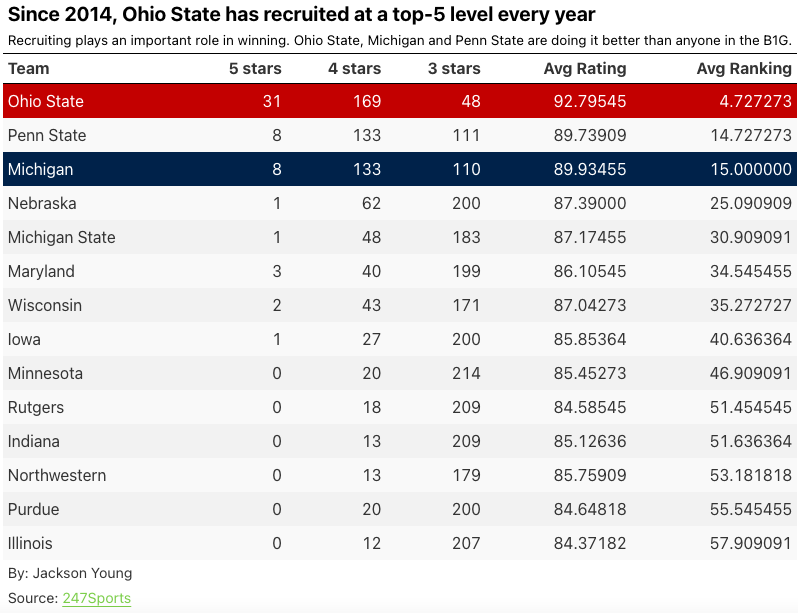 Since 2014, Ohio State has recruited at a top-5 level every year
Recruiting plays an important role in winning. Ohio State, Michigan and Penn State are doing it better than anyone in the B1G.
Team 5 stars 4 stars 3 stars Avg Rating Avg Ranking
Ohio State 31 169 48 92.79545 4.727273
Penn State 8 133 111 89.73909 14.727273
Michigan 8 133 110 89.93455 15.000000
Nebraska 1 62 200 87.39000 25.090909
Michigan State 1 48 183 87.17455 30.909091
Maryland 3 40 199 86.10545 34.545455
Wisconsin 2 43 171 87.04273 35.272727
Iowa 1 27 200 85.85364 40.636364
Minnesota 0 20 214 85.45273 46.909091
Rutgers 0 18 209 84.58545 51.454545
Indiana 0 13 209 85.12636 51.636364
Northwestern 0 13 179 85.75909 53.181818
Purdue 0 20 200 84.64818 55.545455
Illinois 0 12 207 84.37182 57.909091
By: Jackson Young
Source: 247Sports